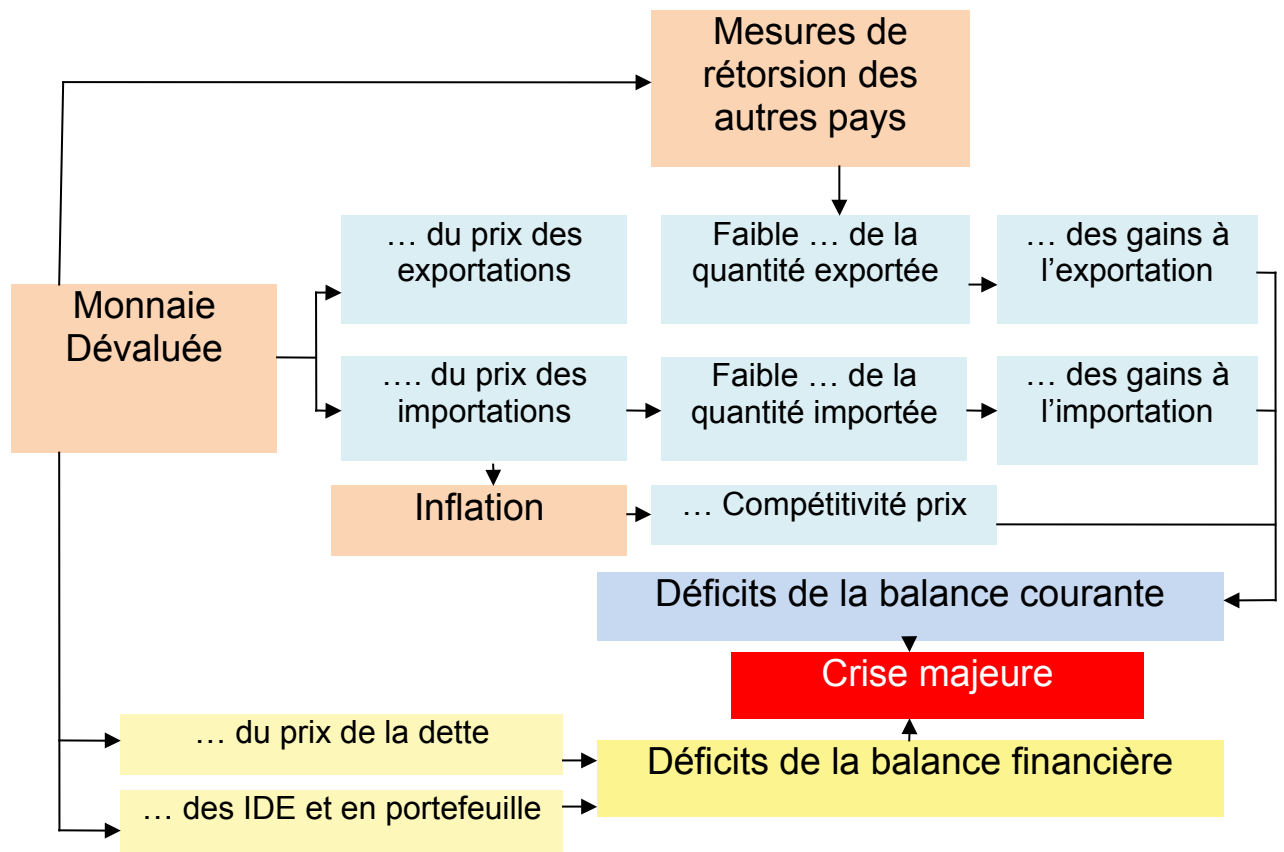 Mesures de
rétorsion des
autres pays
… du prix des
exportations
Faible … de la
quantité exportée
… des gains à
l’exportation
Monnaie
Dévaluée
…. du prix des
importations
Faible … de la
quantité importée
… des gains à
l’importation
Inflation
… Compétitivité prix
Déficits de la balance courante
Crise majeure
… du prix de la dette
Déficits de la balance financière
… des IDE et en portefeuille